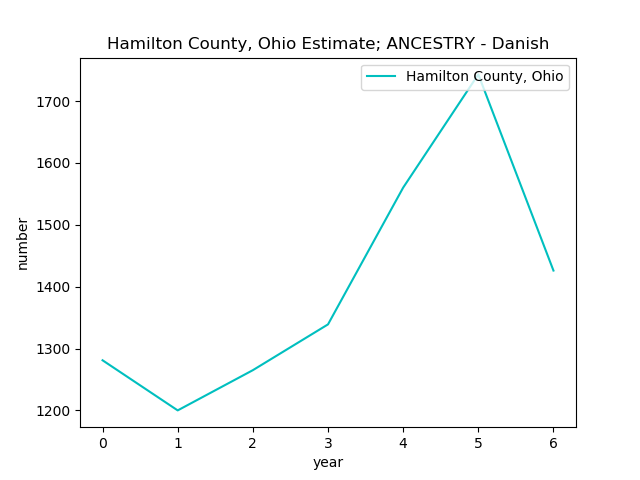 Hamilton County, Ohio Estimate; ANCESTRY - Danish
Hamilton County, Ohio
1700
1600
1500
1400
1300
1200
number
0 1 2 3 4 5 6
year